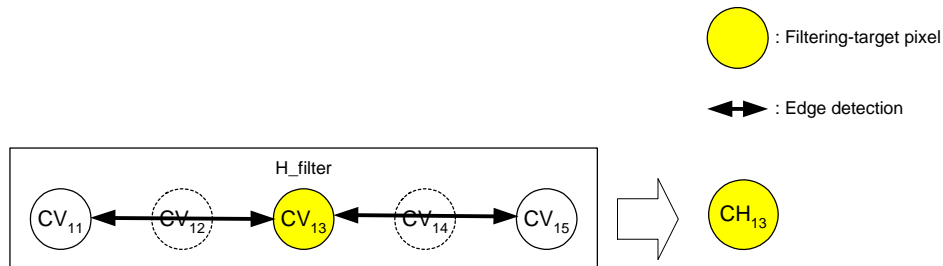 : Filtering-target pixel
: Edge detection
H_filter
CV11 CV12 CV13 CV14 CV15 CH13